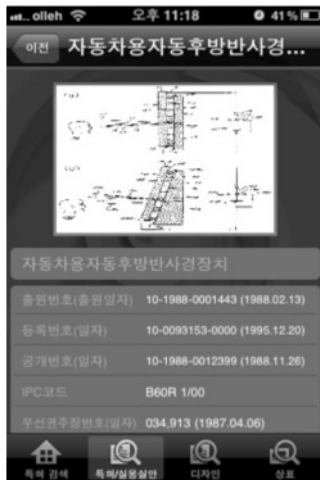 olleh 오후 11:18 41%
이전 자동차용자동후방반사경...
자동차용자동후방반사경장치
출원번호(출원일자) 10-1988-0001443 (1988.02.13)
등록번호(일자) 10-0093153-0000 (1995.12.20)
공개번호(일자) 10-1988-0012399 (1988.11.26)
IPC코드 B60R 1/00
우선권주장번호(일자) 034,913 (1987.04.06)
특허 검색 특허/실용실안 디자인 상표